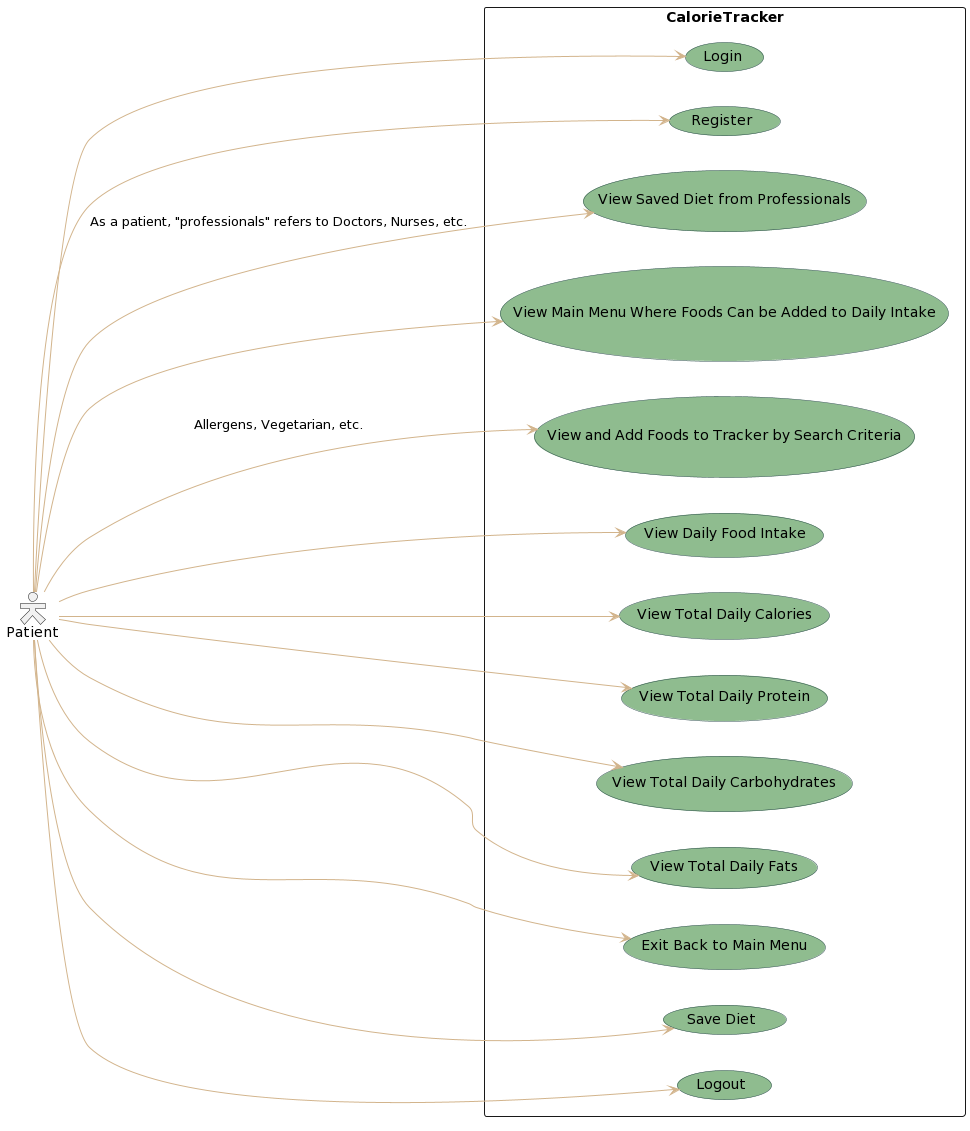 CalorieTracker
Login
Register
View Saved Diet from Professionals
As a patient, "professionals" refers to Doctors, Nurses, etc.
View Main Menu Where Foods Can be Added to Daily Intake
Allergens, Vegetarian, etc.
View and Add Foods to Tracker by Search Criteria
View Daily Food Intake
View Total Daily Calories
Patient
View Total Daily Protein
View Total Daily Carbohydrates
View Total Daily Fats
Exit Back to Main Menu
Save Diet
Logout